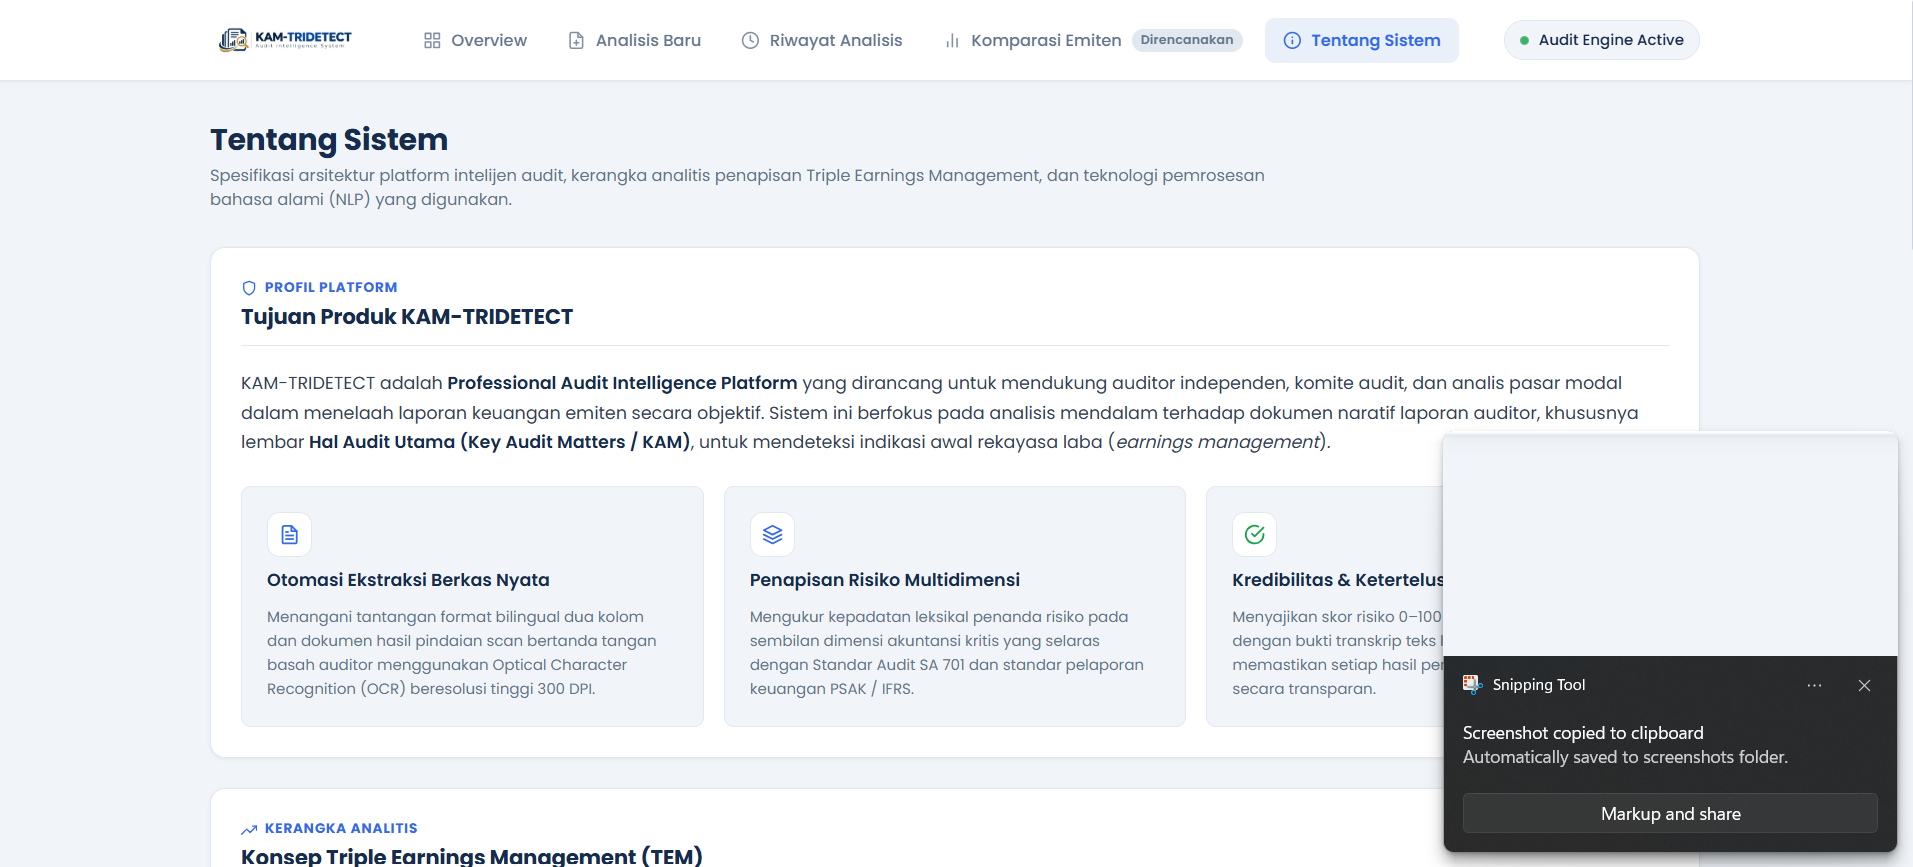 KAM-TRIDETECT
Audit Intelligence System
Overview
Analisis Baru
Riwayat Analisis
Komparasi Emiten
Direncanakan
Tentang Sistem
Audit Engine Active
Tentang Sistem
Spesifikasi arsitektur platform intelijen audit, kerangka analitis penapisan Triple Earnings Management, dan teknologi pemrosesan
bahasa alami (NLP) yang digunakan.
PROFIL PLATFORM
Tujuan Produk KAM-TRIDETECT
KAM-TRIDETECT adalah Professional Audit Intelligence Platform yang dirancang untuk mendukung auditor independen, komite audit, dan analis pasar modal
dalam menelaah laporan keuangan emiten secara objektif. Sistem ini berfokus pada analisis mendalam terhadap dokumen naratif laporan auditor, khususnya
lembar Hal Audit Utama (Key Audit Matters / KAM), untuk mendeteksi indikasi awal rekayasa laba (earnings management).
Otomasi Ekstraksi Berkas Nyata
Menangani tantangan format bilingual dua kolom
dan dokumen hasil pindaian scan bertanda tangan
basah auditor menggunakan Optical Character
Recognition (OCR) beresolusi tinggi 300 DPI.
Penapisan Risiko Multidimensi
Mengukur kepadatan leksikal penanda risiko pada
sembilan dimensi akuntansi kritis yang selaras
dengan Standar Audit SA 701 dan standar pelaporan
keuangan PSAK / IFRS.
Kredibilitas & Ketertelus
Menyajikan skor risiko 0–100
dengan bukti transkrip teks
memastikan setiap hasil
secara transparan.
Snipping Tool
Screenshot copied to clipboard
Automatically saved to screenshots folder.
Markup and share
KERANGKA ANALITIS
Konsep Triple Earnings Management (TEM)